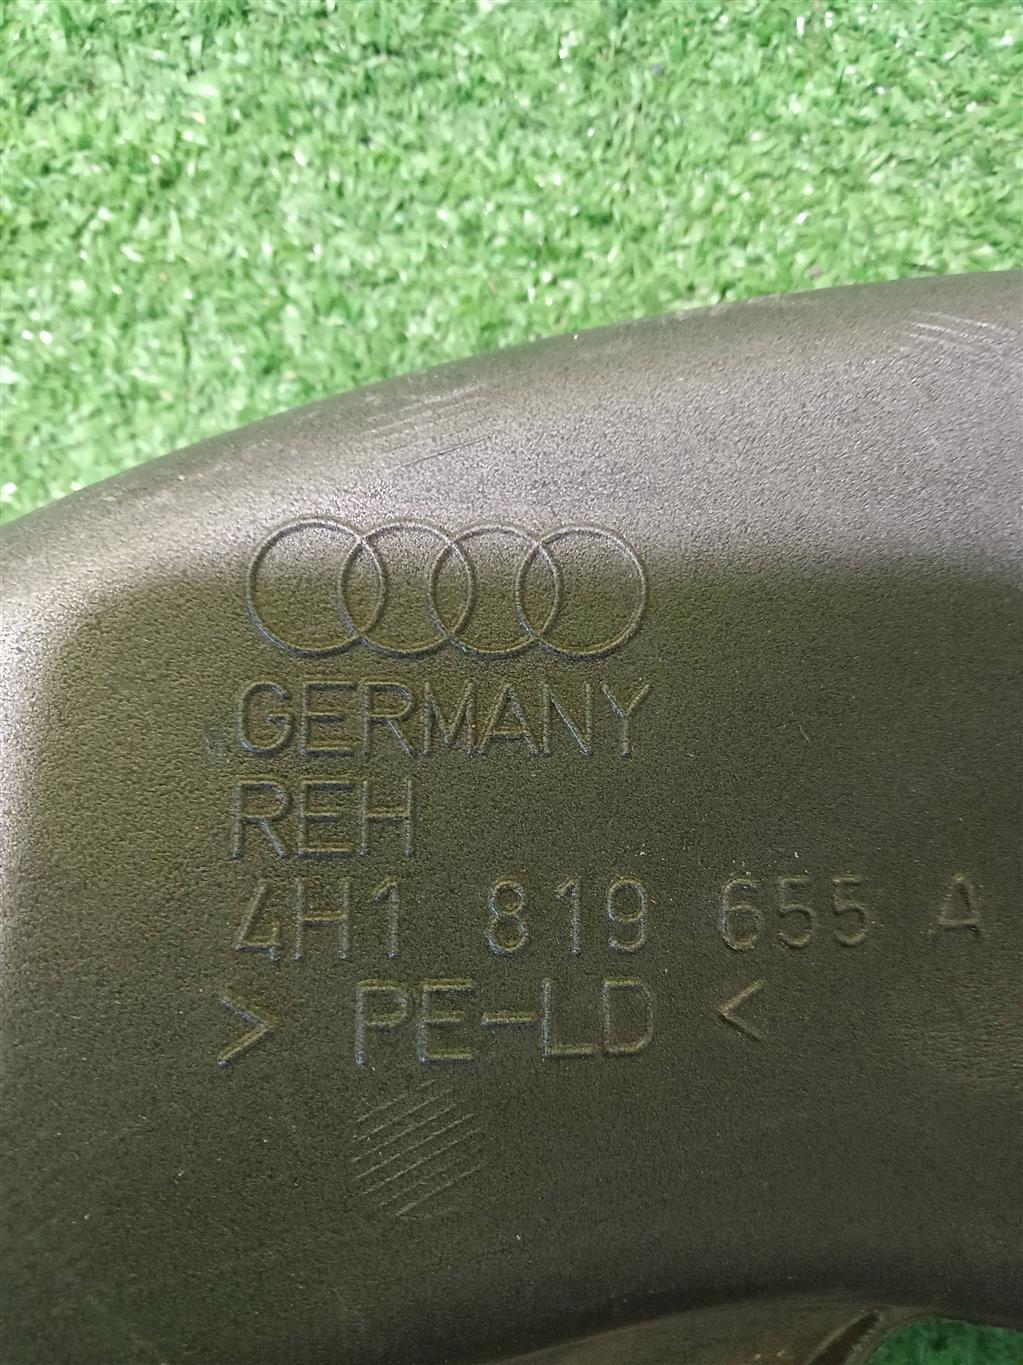 GERMANY
REH
4H1 819 655 A
> PE-LD <